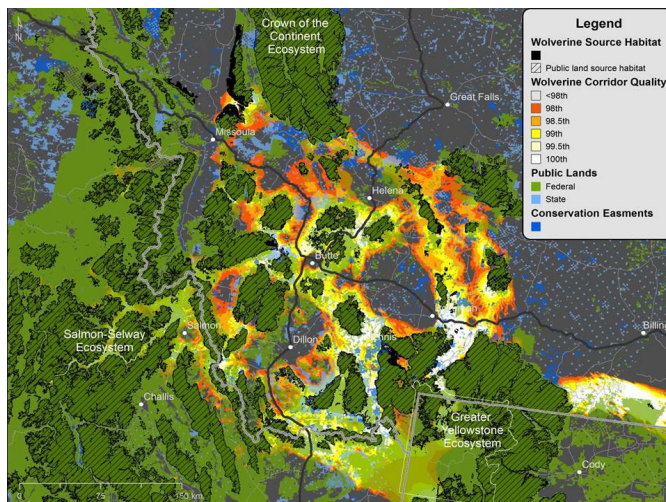 Crown of the
Continent
Ecosystem
Legend
Wolverine Source Habitat
Public land source habitat
Wolverine Corridor Quality
<98th
98th
98.5th
99th
99.5th
100th
Public Lands
Federal
State
Conservation Easments
Great Falls
Missoula
Helena
Butte
Salmon-Selway
Ecosystem
Salmon
Dillon
Challis
Greater
Yellowstone
Ecosystem
Cody
0
75
150 km
N